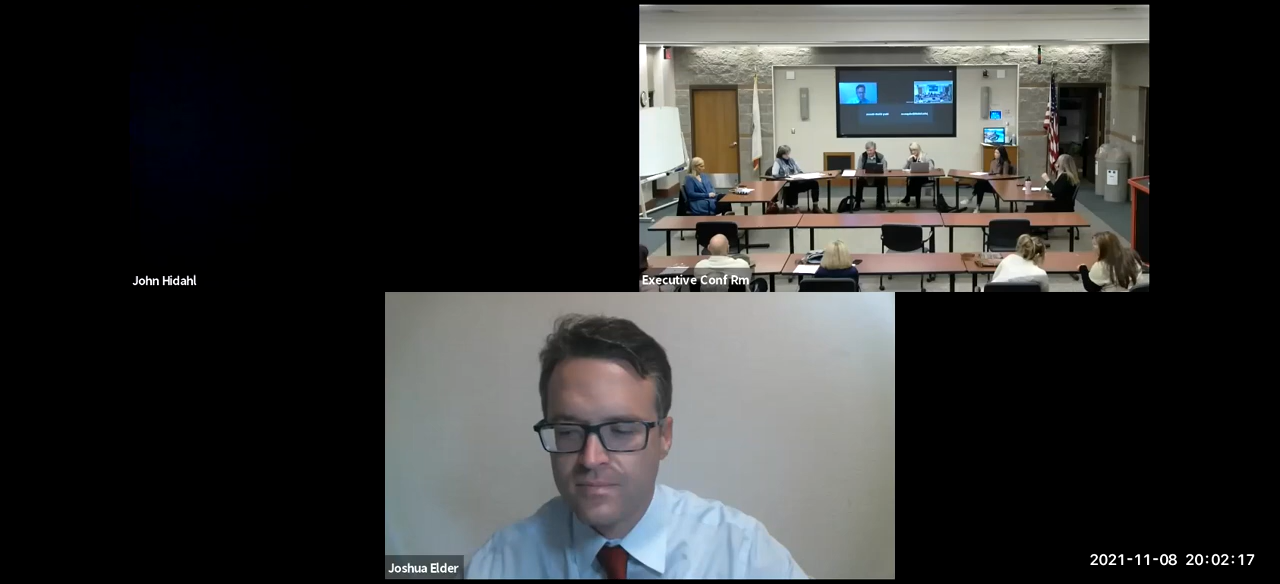 John Hidahl
Executive Conf Rm
Joshua Elder
2021-11-08 20:02:17